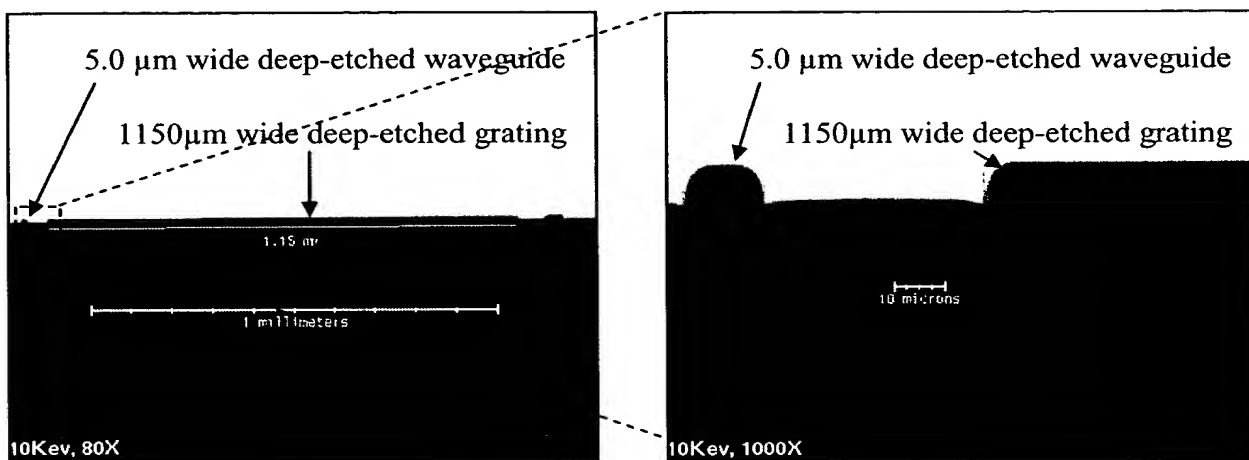 5.0 µm wide deep-etched waveguide
1150µm wide deep-etched grating
1.15 mm
1 millimeters
10Kev, 80X
5.0 µm wide deep-etched waveguide
1150µm wide deep-etched grating
10 microns
10Kev, 1000X